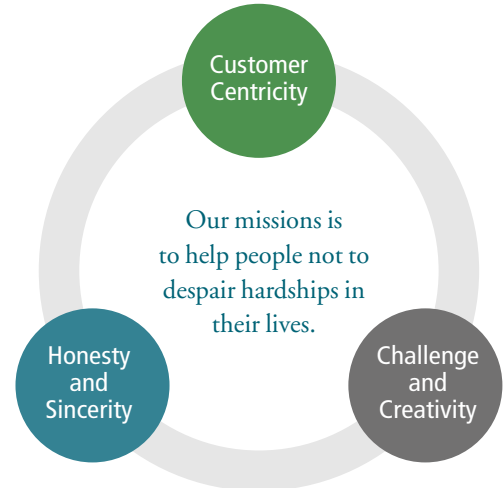 Customer
Centricity
Our missions is
to help people not to
despair hardships in
their lives.
Honesty
and
Sincerity
Challenge
and
Creativity